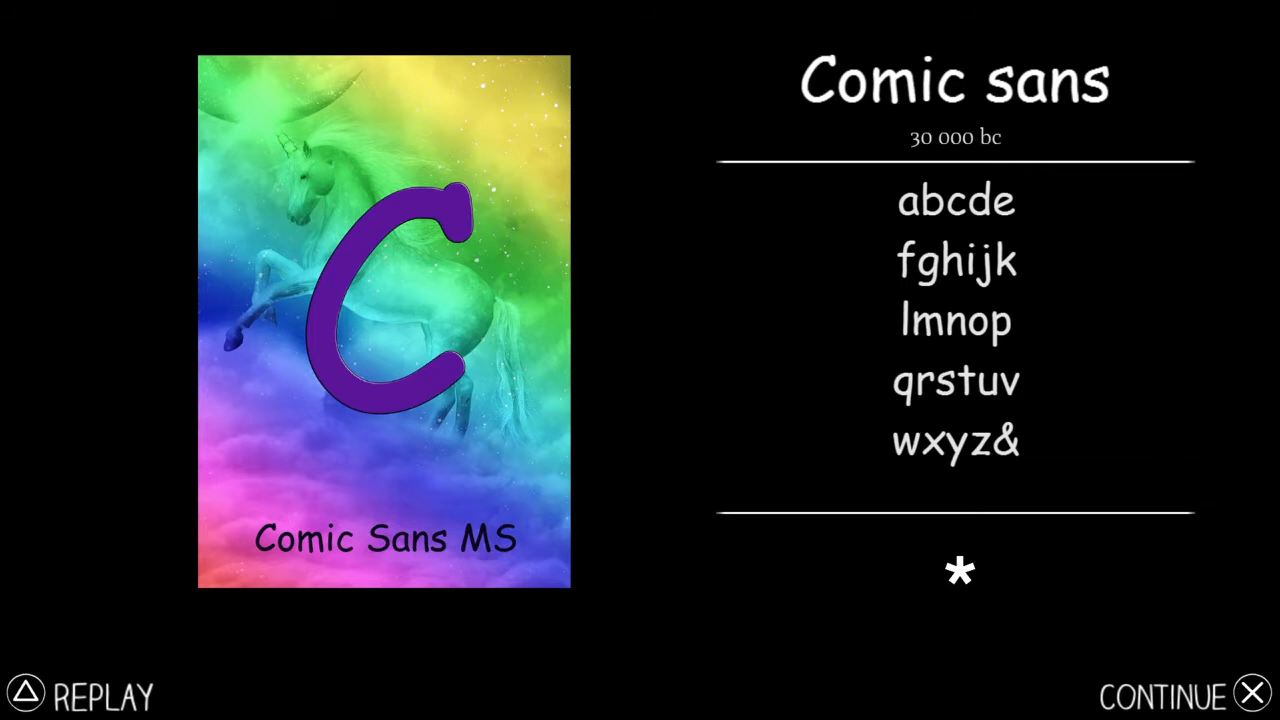 Comic sans
30 000 bc
abcde
fghijk
lmnop
qrstuv
wxyz&
*
C
Comic Sans MS
REPLAY
CONTINUE